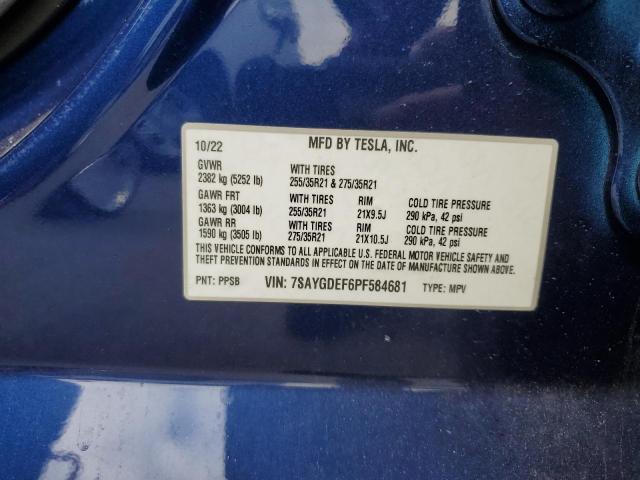 10/22 MFD BY TESLA, INC.
GVWR WITH TIRES
2382 kg (5252 lb) 255/35R21 & 275/35R21
GAWR FRT WITH TIRES RIM COLD TIRE PRESSURE
1363 kg (3004 lb) 255/35R21 21X9.5J 290 kPa, 42 psi
GAWR RR WITH TIRES RIM COLD TIRE PRESSURE
1590 kg (3505 lb) 275/35R21 21X10.5J 290 kPa, 42 psi
THIS VEHICLE CONFORMS TO ALL APPLICABLE U.S. FEDERAL MOTOR VEHICLE SAFETY AND
THEFT PREVENTION STANDARDS IN EFFECT ON THE DATE OF MANUFACTURE SHOWN ABOVE.
PNT: PPSB VIN: 7SAYGDEF6PF584681 TYPE: MPV